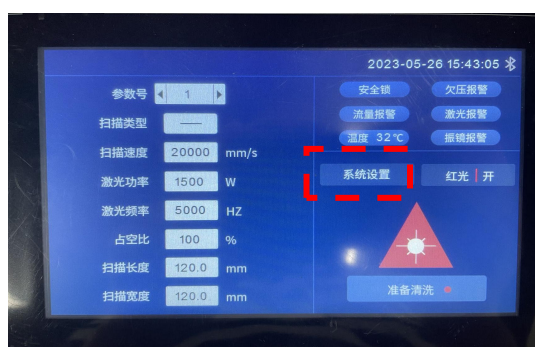 2023-05-26 15:43:05
参数号 1
扫描类型 ——
扫描速度 20000 mm/s
激光功率 1500 W
激光频率 5000 HZ
占空比 100 %
扫描长度 120.0 mm
扫描宽度 120.0 mm
安全锁 欠压报警
流量报警 激光报警
温度 32℃ 振镜报警
系统设置 红光 开
准备清洗